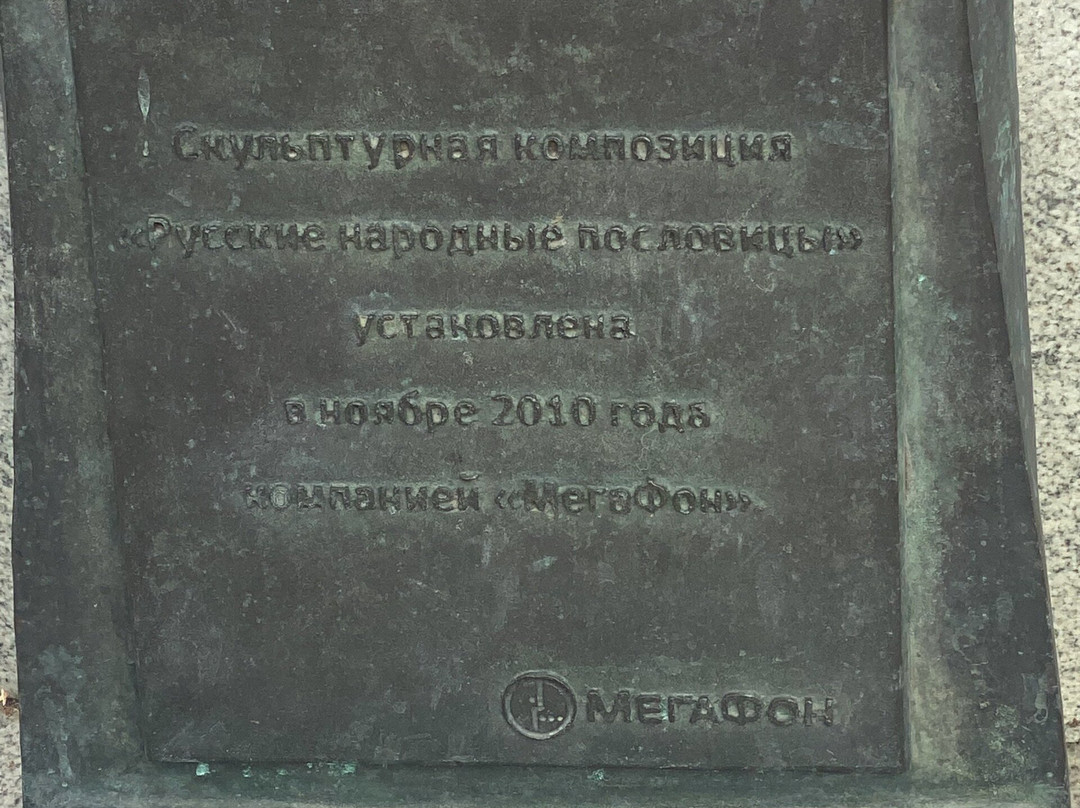 Скульптурная композиция
«Русские народные пословицы»
установлена
в ноябре 2010 года
компанией «МегаФон»
МЕГАФОН